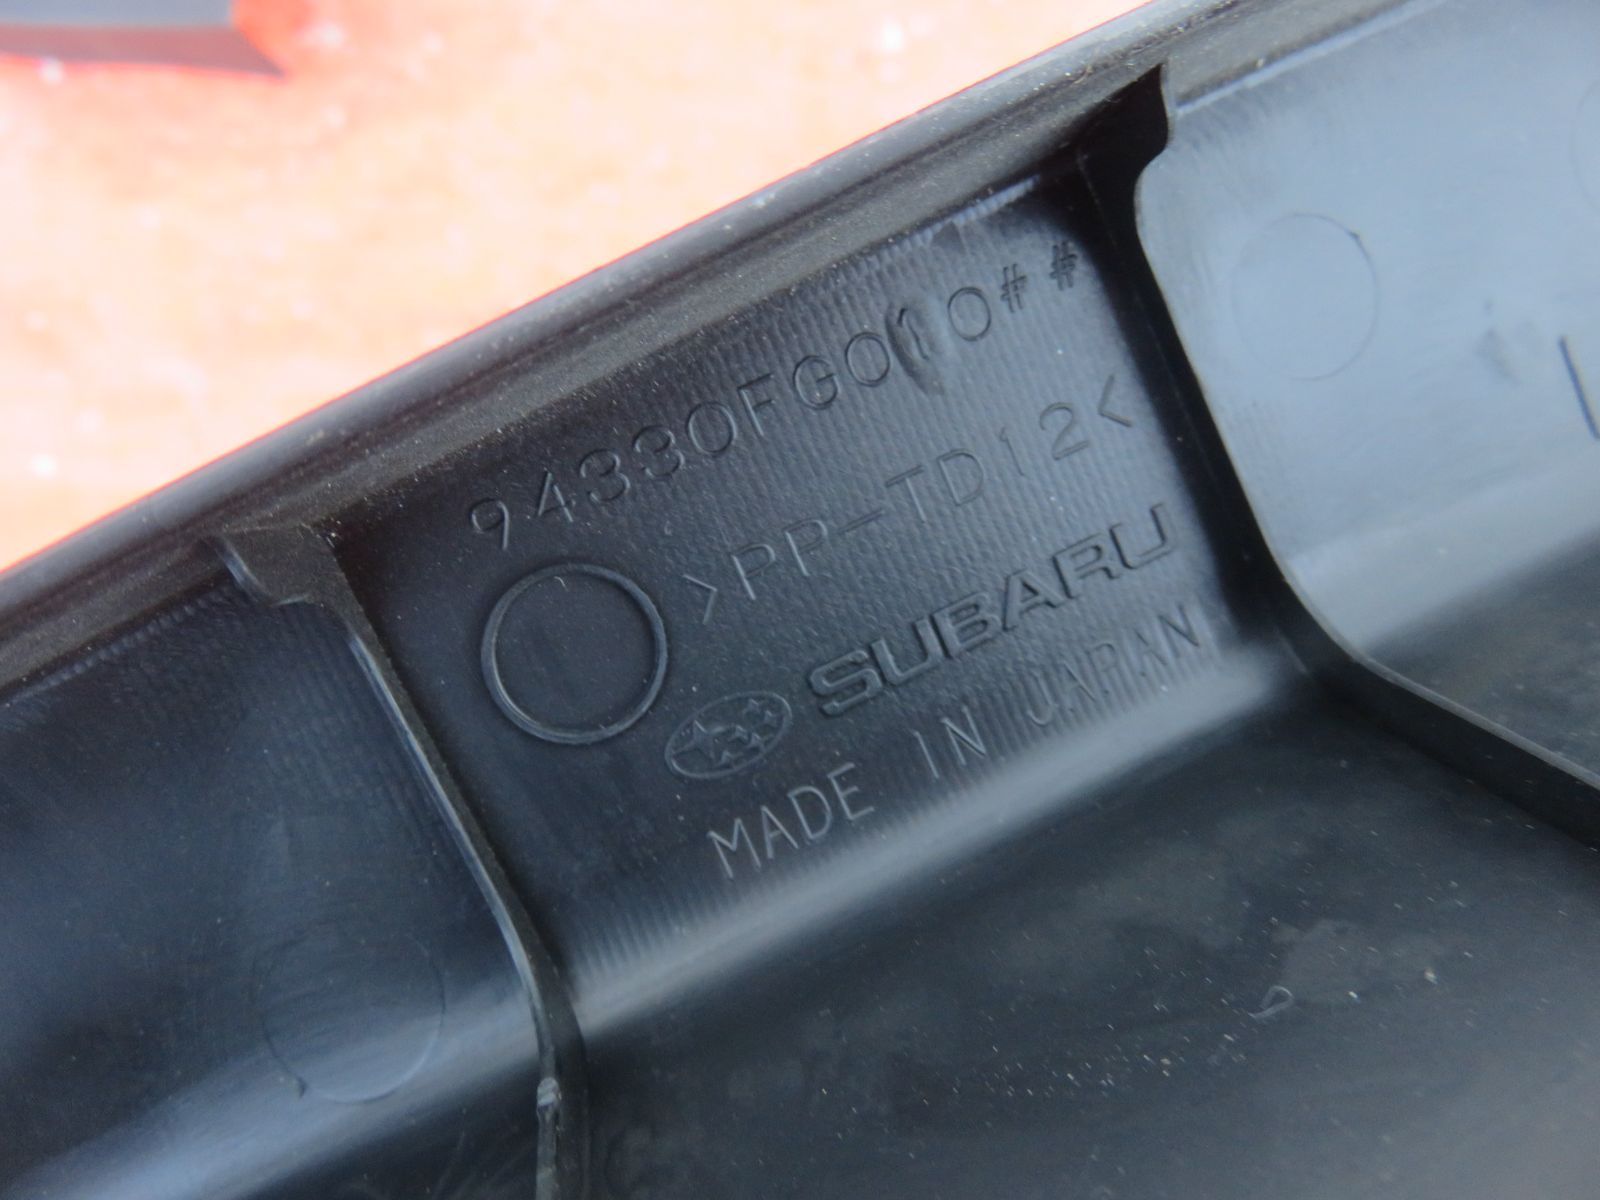 94330FG010##
>PP-TD12<
SUBARU
MADE IN JAPAN